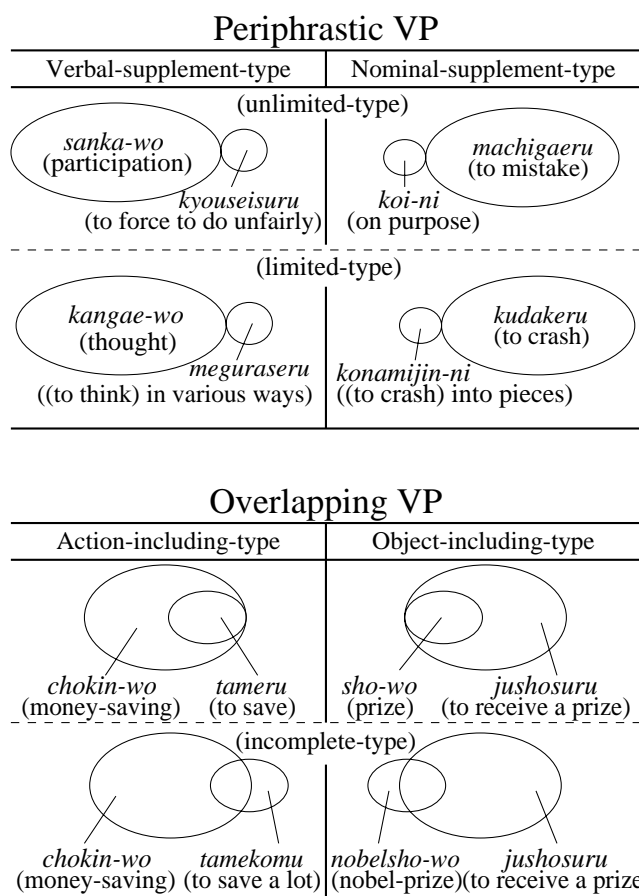 Periphrastic VP
Verbal-supplement-type Nominal-supplement-type
(unlimited-type)
sanka-wo machigaeru
(participation) (to mistake)
kyouseisuru koi-ni
(to force to do unfairly) (on purpose)
(limited-type)
kangae-wo kudakeru
(thought) (to crash)
meguraseru konamijin-ni
((to think) in various ways) ((to crash) into pieces)
Overlapping VP
Action-including-type Object-including-type
chokin-wo tameru sho-wo jushosuru
(money-saving) (to save) (prize) (to receive a prize)
(incomplete-type)
chokin-wo tamekomu nobelsho-wo jushosuru
(money-saving) (to save a lot) (nobel-prize) (to receive a prize)